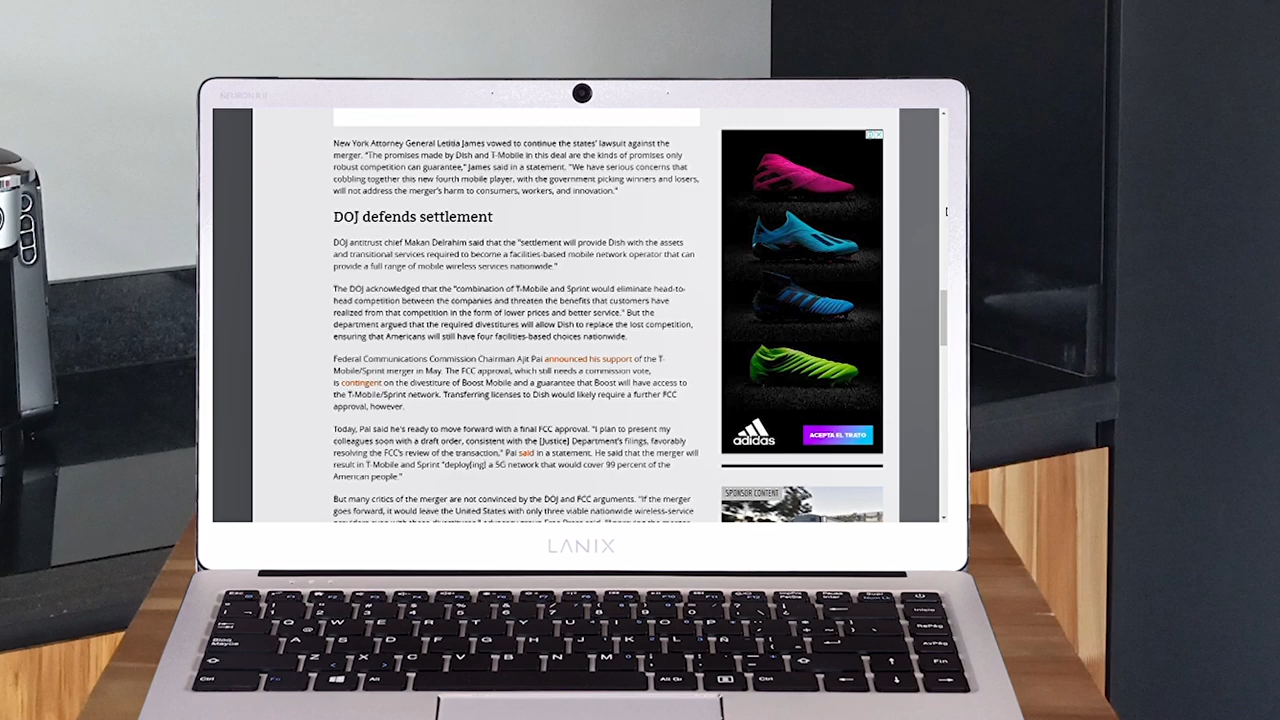 NEURON A II
New York Attorney General Letitia James vowed to continue the states' lawsuit against the
merger. "The promises made by Dish and T-Mobile in this deal are the kinds of promises only
robust competition can guarantee," James said in a statement. "We have serious concerns that
cobbling together this new fourth mobile player, with the government picking winners and losers,
will not address the merger's harm to consumers, workers, and innovation."
DOJ defends settlement
DOJ antitrust chief Makan Delrahim said that the "settlement will provide Dish with the assets
and transitional services required to become a facilities-based mobile network operator that can
provide a full range of mobile wireless services nationwide."
The DOJ acknowledged that the "combination of T-Mobile and Sprint would eliminate head-to-
head competition between the companies and threaten the benefits that customers have
realized from that competition in the form of lower prices and better service." But the
department argued that the required divestitures will allow Dish to replace the lost competition,
ensuring that Americans will still have four facilities-based choices nationwide.
Federal Communications Commission Chairman Ajit Pai announced his support of the T-
Mobile/Sprint merger in May. The FCC approval, which still needs a commission vote,
is contingent on the divestiture of Boost Mobile and a guarantee that Boost will have access to
the T-Mobile/Sprint network. Transferring licenses to Dish would likely require a further FCC
approval, however.
Today, Pai said he's ready to move forward with a final FCC approval. "I plan to present my
colleagues soon with a draft order, consistent with the [Justice] Department's filings, favorably
resolving the FCC's review of the transaction," Pai said in a statement. He said that the merger will
result in T-Mobile and Sprint "deploy[ing] a 5G network that would cover 99 percent of the
American people."
But many critics of the merger are not convinced by the DOJ and FCC arguments. "If the merger
goes forward, it would leave the United States with only three viable nationwide wireless-service
adidas
ACEPTA EL TRATO
SPONSOR CONTENT
LANIX
Esc
Inicio
Q W E R T Y U I O P
RePág
Bloq Mayús
A S D F G H J K L Ñ
AvPág
Z X C V B N M
Fin
Ctrl Fn Alt Alt Gr Ctrl